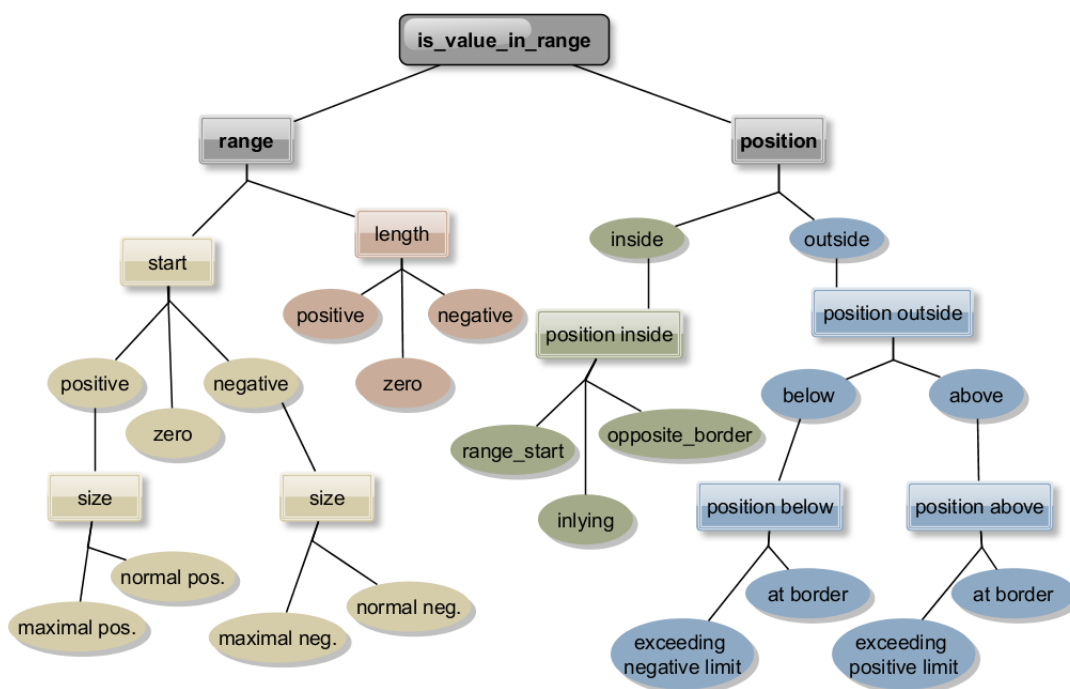 is_value_in_range
range
position
start
length
inside
outside
positive
negative
zero
position inside
position outside
positive
negative
zero
range_start
opposite_border
inlying
below
above
size
size
position below
position above
normal pos.
maximal pos.
normal neg.
maximal neg.
at border
at border
exceeding
negative limit
exceeding
positive limit